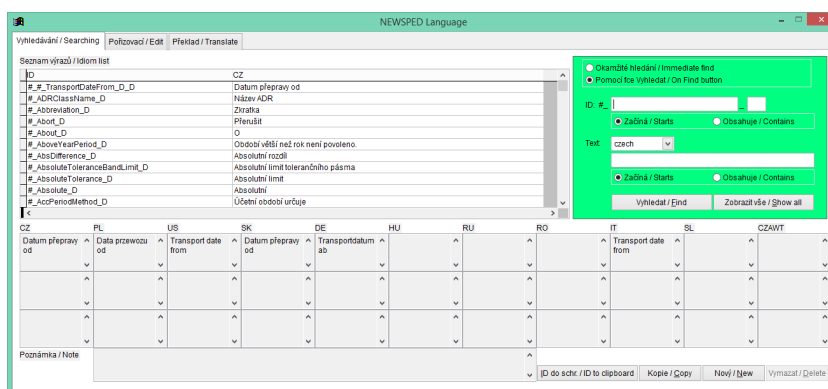 NEWSPED Language
Vyhledávání / Searching Pořizovací / Edit Překlad / Translate
Seznam výrazů / Idiom list
ID CZ
#_#_TransportDateFrom_D_D Datum přepravy od
#_ADRClassName_D Název ADR
#_Abbreviation_D Zkratka
#_Abort_D Přerušit
#_About_D O
#_AboveYearPeriod_D Období větší než rok není povoleno.
#_AbsDifference_D Absolutní rozdíl
#_AbsoluteToleranceBandLimit_D Absolutní limit tolerančního pásma
#_AbsoluteTolerance_D Absolutní limit
#_Absolute_D Absolutní
#_AccPeriodMethod_D Účetní období určuje
Okamžité hledání / Immediate find
Pomocí fce Vyhledat / On Find button
ID: #_ _
Začíná / Starts Obsahuje / Contains
Text: czech
Začíná / Starts Obsahuje / Contains
Vyhledat / Find Zobrazit vše / Show all
CZ PL US SK DE HU RU RO IT SL CZAWT
Datum přepravy Data przewozu Transport date Datum přepravy Transportdatum Transport date
od od from od ab from
Poznámka / Note
ID do schr. / ID to clipboard Kopie / Copy Nový / New Vymazat / Delete